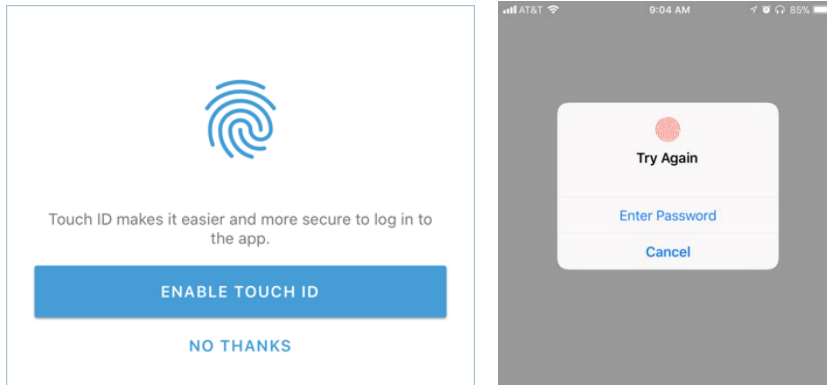 Touch ID makes it easier and more secure to log in to
the app.
ENABLE TOUCH ID
NO THANKS
AT&T 9:04 AM 85%
Try Again
Enter Password
Cancel